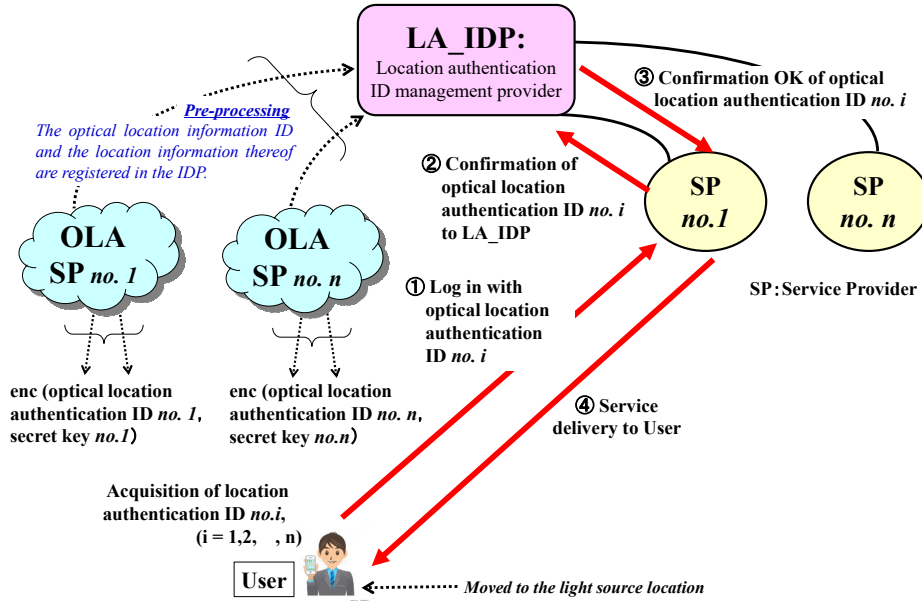 LA_IDP:
Location authentication
ID management provider
Pre-processing
The optical location information ID
and the location information thereof
are registered in the IDP.
③ Confirmation OK of optical
location authentication ID no. i
② Confirmation of
optical location
authentication ID no. i
to LA_IDP
SP
no.1
SP
no. n
OLA
SP no. 1
OLA
SP no. n
① Log in with
optical location
authentication
ID no. i
SP:Service Provider
enc (optical location
authentication ID no. 1,
secret key no.1)
enc (optical location
authentication ID no. n,
secret key no.n)
④ Service
delivery to User
Acquisition of location
authentication ID no.i,
(i = 1,2, , n)
User
Moved to the light source location